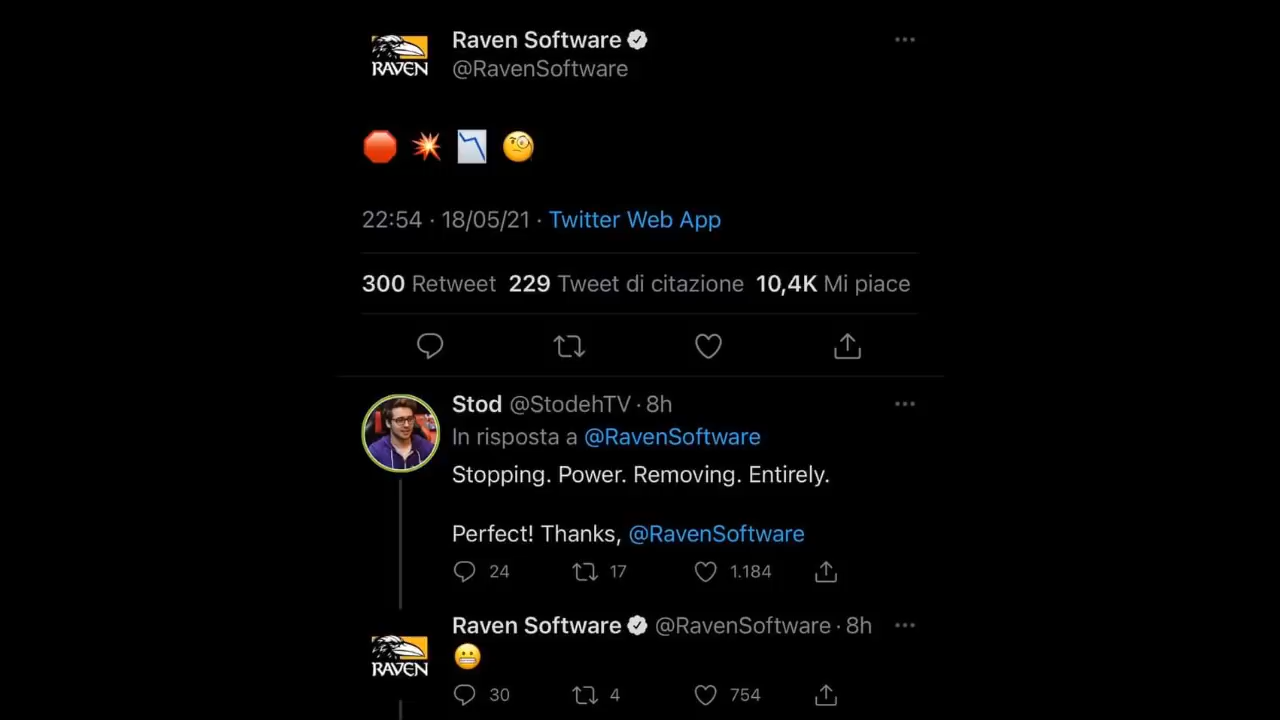 Raven Software
@RavenSoftware
RAVEN
🛑 💥 📉 🧐
22:54 · 18/05/21 · Twitter Web App
300 Retweet 229 Tweet di citazione 10,4K Mi piace
Stod @StodehTV · 8h
In risposta a @RavenSoftware
Stopping. Power. Removing. Entirely.
Perfect! Thanks, @RavenSoftware
24 17 1.184
Raven Software @RavenSoftware · 8h
RAVEN
😬
30 4 754